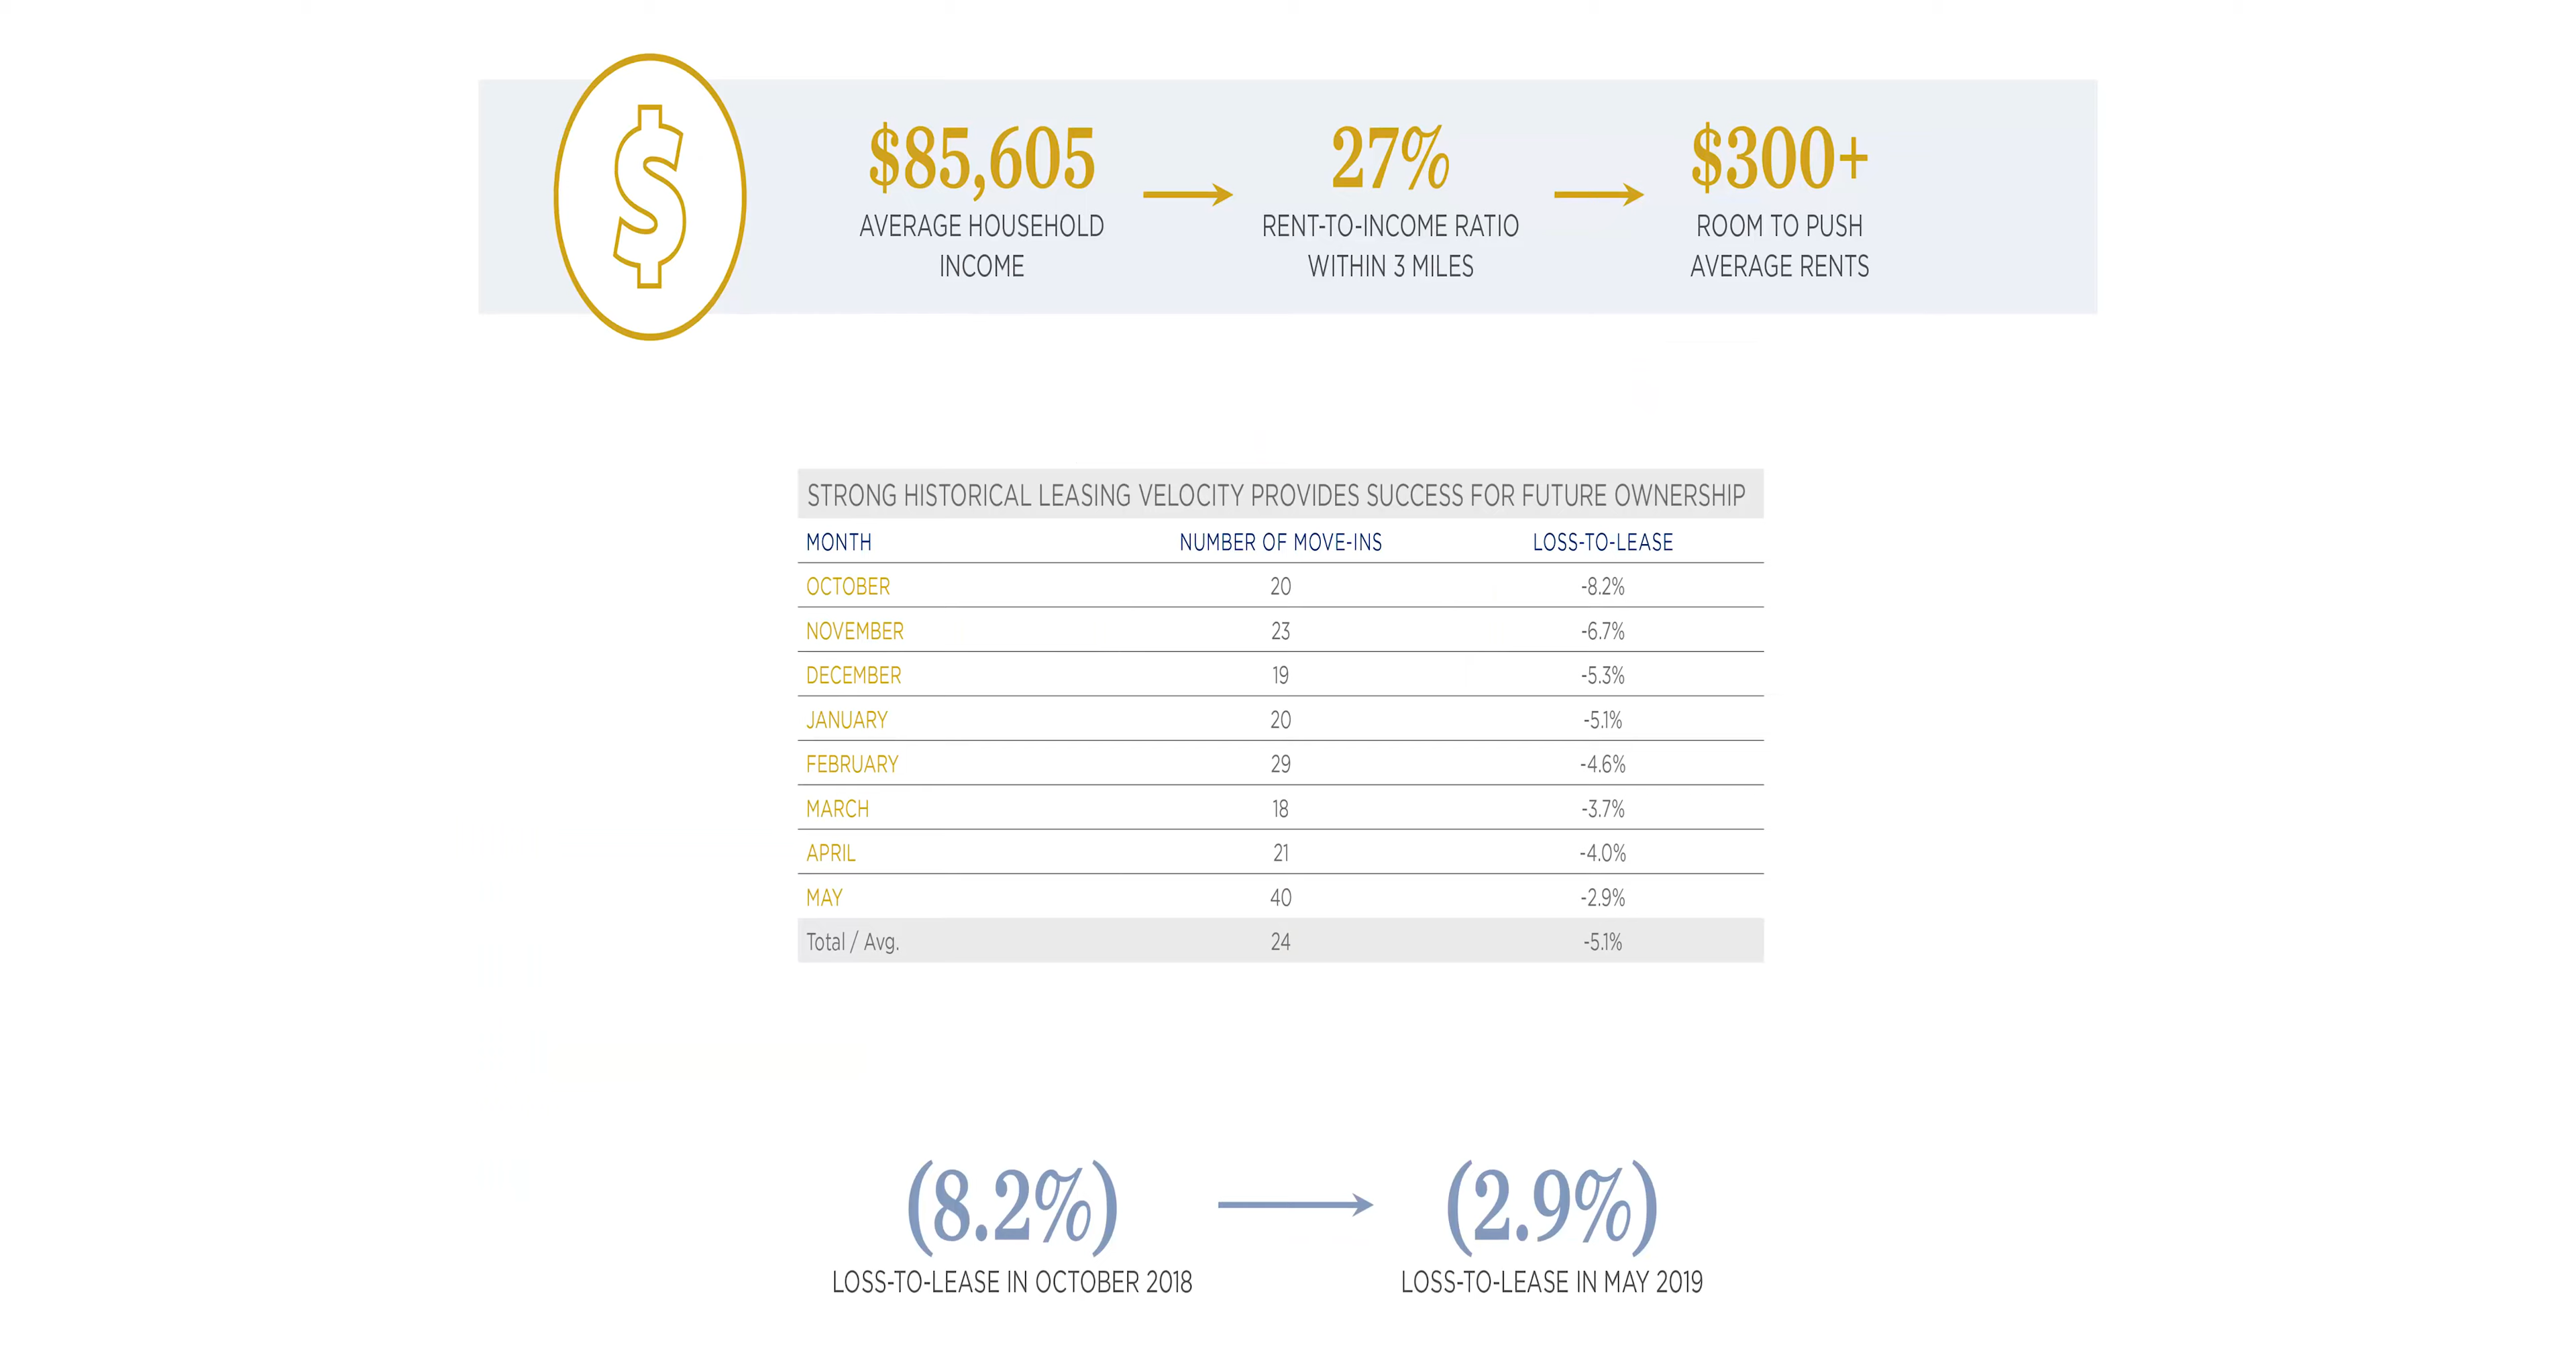 $
$85,605
AVERAGE HOUSEHOLD
INCOME
27%
RENT-TO-INCOME RATIO
WITHIN 3 MILES
$300+
ROOM TO PUSH
AVERAGE RENTS
STRONG HISTORICAL LEASING VELOCITY PROVIDES SUCCESS FOR FUTURE OWNERSHIP
MONTH NUMBER OF MOVE-INS LOSS-TO-LEASE
OCTOBER 20 -8.2%
NOVEMBER 23 -6.7%
DECEMBER 19 -5.3%
JANUARY 20 -5.1%
FEBRUARY 29 -4.6%
MARCH 18 -3.7%
APRIL 21 -4.0%
MAY 40 -2.9%
Total / Avg. 24 -5.1%
(8.2%)
LOSS-TO-LEASE IN OCTOBER 2018
(2.9%)
LOSS-TO-LEASE IN MAY 2019